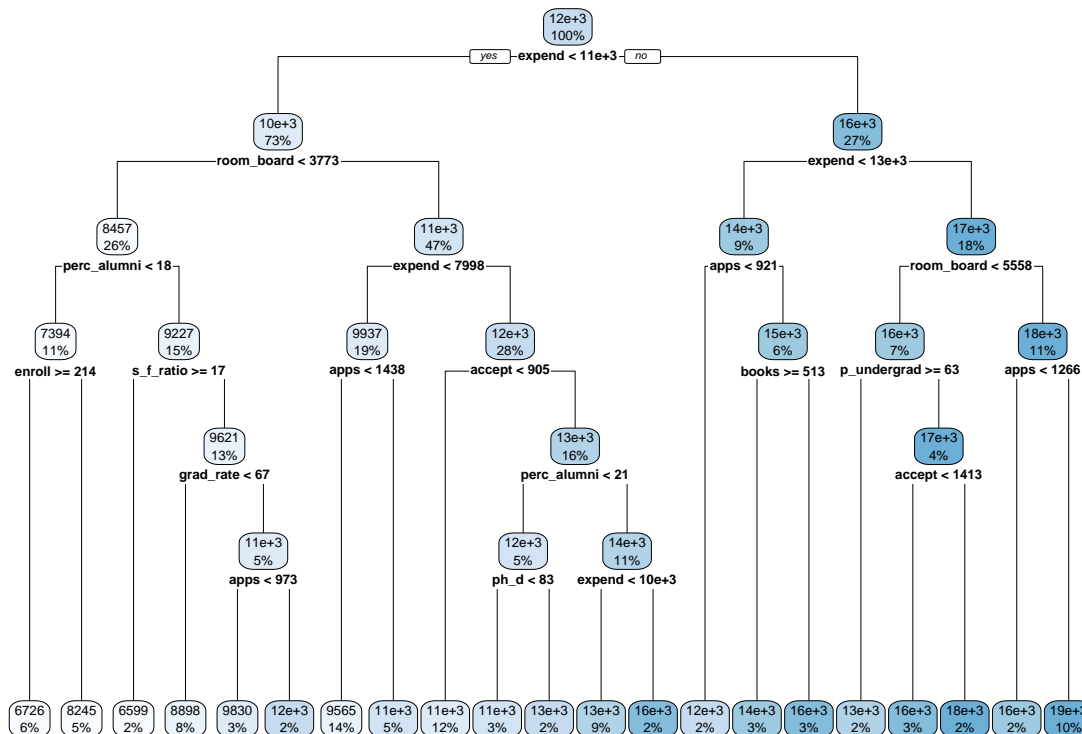 12e+3
100%
yes expend < 11e+3 no
10e+3
73%
room_board < 3773
16e+3
27%
expend < 13e+3
8457
26%
perc_alumni < 18
11e+3
47%
expend < 7998
14e+3
9%
apps < 921
17e+3
18%
room_board < 5558
7394
11%
enroll >= 214
9227
15%
s_f_ratio >= 17
9937
19%
apps < 1438
12e+3
28%
accept < 905
15e+3
6%
books >= 513
16e+3
7%
p_undergrad >= 63
18e+3
11%
apps < 1266
9621
13%
grad_rate < 67
13e+3
16%
perc_alumni < 21
17e+3
4%
accept < 1413
11e+3
5%
apps < 973
12e+3
5%
ph_d < 83
14e+3
11%
expend < 10e+3
6726
6%
8245
5%
6599
2%
8898
8%
9830
3%
12e+3
2%
9565
14%
11e+3
5%
11e+3
12%
11e+3
3%
13e+3
2%
13e+3
9%
16e+3
2%
12e+3
2%
14e+3
3%
16e+3
3%
13e+3
2%
16e+3
3%
18e+3
2%
16e+3
2%
19e+3
10%